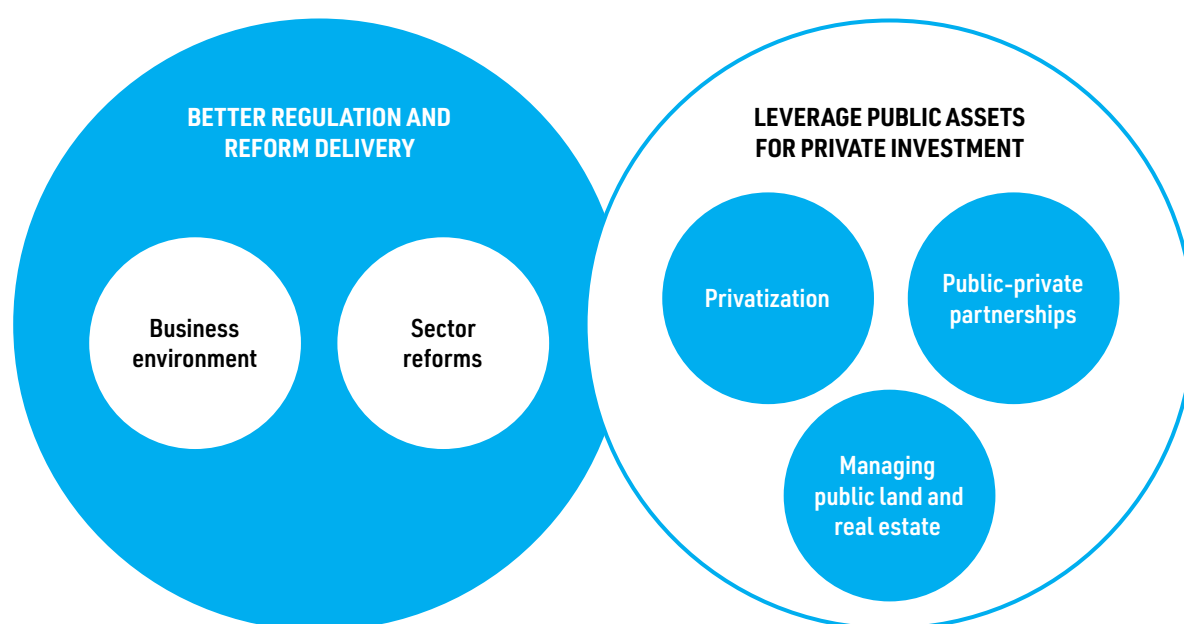 BETTER REGULATION AND
REFORM DELIVERY
Business
environment
Sector
reforms
LEVERAGE PUBLIC ASSETS
FOR PRIVATE INVESTMENT
Privatization
Public-private
partnerships
Managing
public land and
real estate